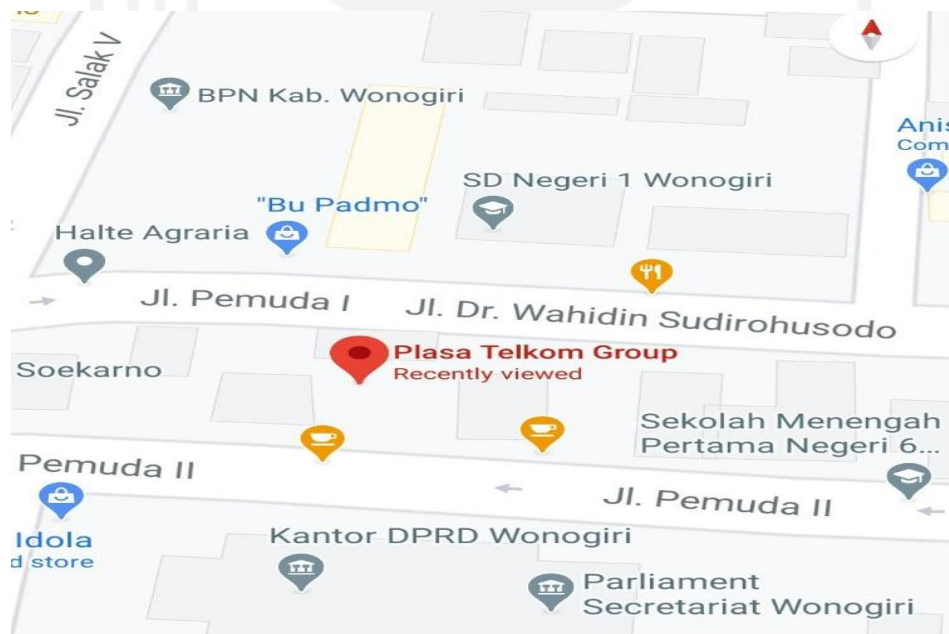 Jl. Salak V
BPN Kab. Wonogiri
Com
SD Negeri 1 Wonogiri
"Bu Padmo"
Halte Agraria
Jl. Pemuda I
Jl. Dr. Wahidin Sudirohusodo
Plasa Telkom Group
Recently viewed
Soekarno
Sekolah Menengah
Pertama Negeri 6...
Pemuda II
Jl. Pemuda II
Idola
d store
Kantor DPRD Wonogiri
Parliament
Secretariat Wonogiri